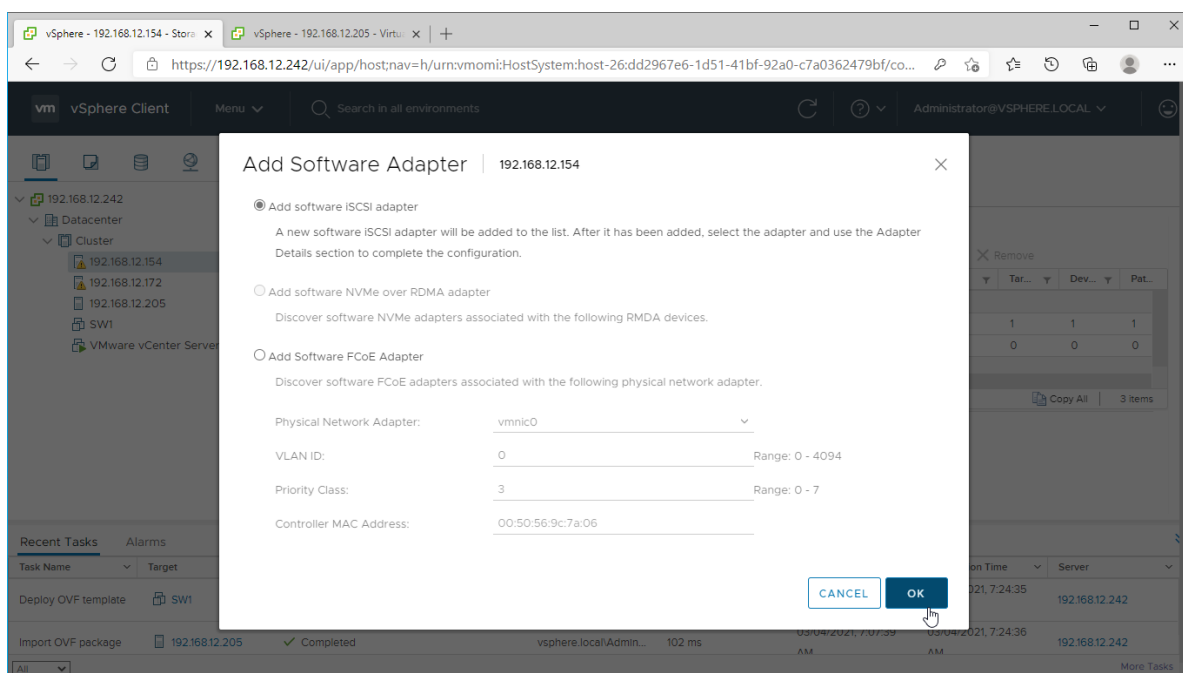 vSphere - 192.168.12.154 - Stora
vSphere - 192.168.12.205 - Virtu
https://192.168.12.242/ui/app/host;nav=h/urn:vmomi:HostSystem:host-26:dd2967e6-1d51-41bf-92a0-c7a0362479bf/co...
vm vSphere Client Menu Search in all environments Administrator@VSPHERE.LOCAL
Add Software Adapter 192.168.12.154
192.168.12.242
Datacenter
Cluster
192.168.12.154
192.168.12.172
192.168.12.205
SW1
VMware vCenter Server
Add software iSCSI adapter
A new software iSCSI adapter will be added to the list. After it has been added, select the adapter and use the Adapter
Details section to complete the configuration.
Add software NVMe over RDMA adapter
Discover software NVMe adapters associated with the following RMDA devices.
Add Software FCoE Adapter
Discover software FCoE adapters associated with the following physical network adapter.
Physical Network Adapter: vmnic0
VLAN ID: 0 Range: 0 - 4094
Priority Class: 3 Range: 0 - 7
Controller MAC Address: 00:50:56:9c:7a:06
CANCEL OK
Remove
Tar... Dev... Pat...
1 1 1
0 0 0
Copy All 3 items
Recent Tasks Alarms
Task Name Target on Time Server
Deploy OVF template SW1 021, 7:24:35 192.168.12.242
Import OVF package 192.168.12.205 Completed vsphere.local\Admin... 102 ms 03/04/2021, 7:07:39 AM 03/04/2021, 7:24:36 AM 192.168.12.242
All More Tasks